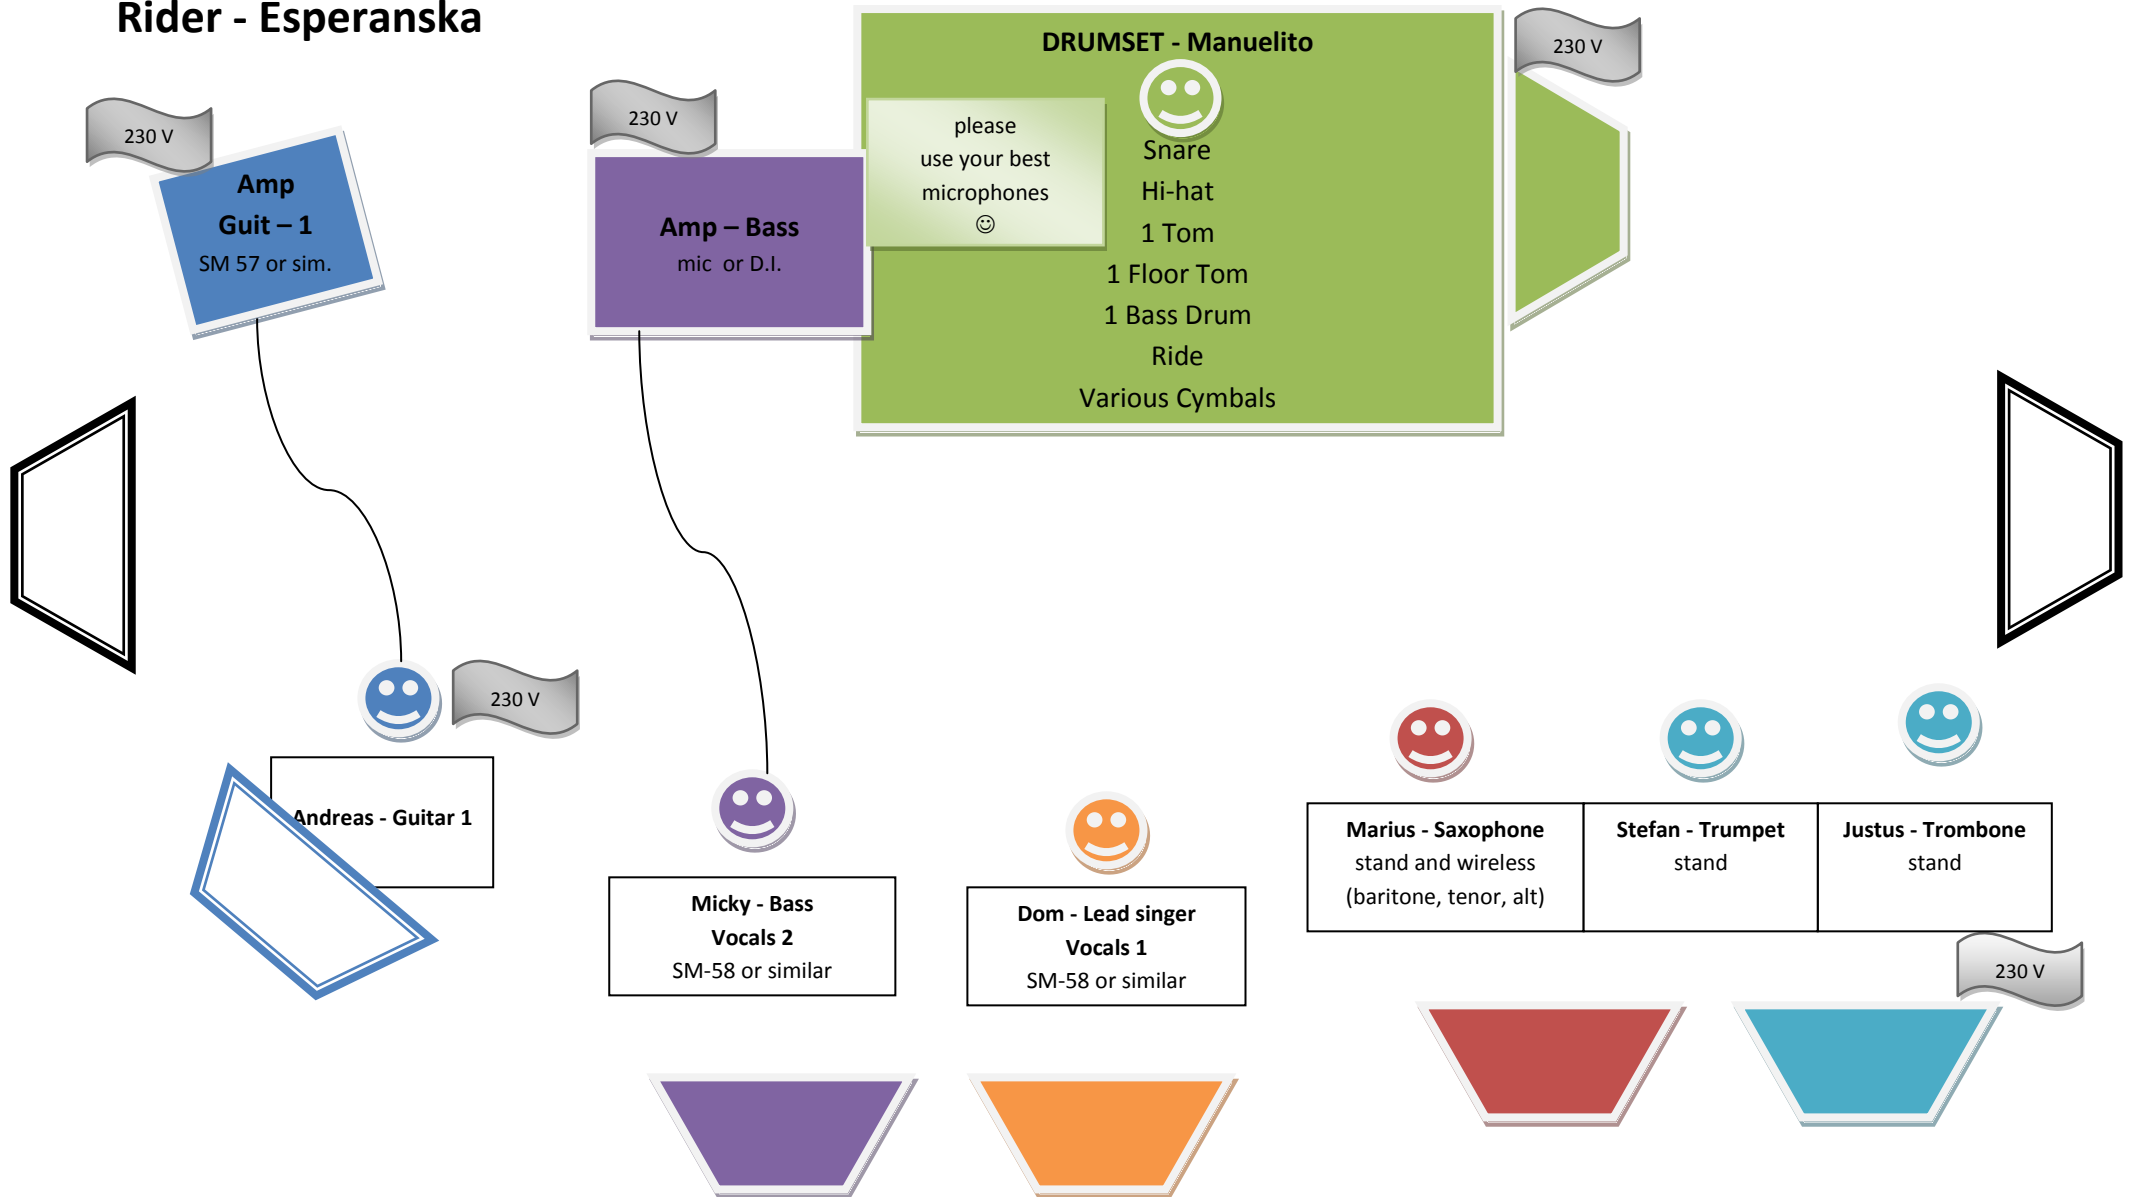 Rider - Esperanska
230 V
Amp
Guit – 1
SM 57 or sim.
230 V
Amp – Bass
mic or D.I.
DRUMSET - Manuelito
please
use your best
microphones
☺
Snare
Hi-hat
1 Tom
1 Floor Tom
1 Bass Drum
Ride
Various Cymbals
230 V
230 V
Andreas - Guitar 1
Micky - Bass
Vocals 2
SM-58 or similar
Dom - Lead singer
Vocals 1
SM-58 or similar
Marius - Saxophone
stand and wireless
(baritone, tenor, alt)
Stefan - Trumpet
stand
Justus - Trombone
stand
230 V